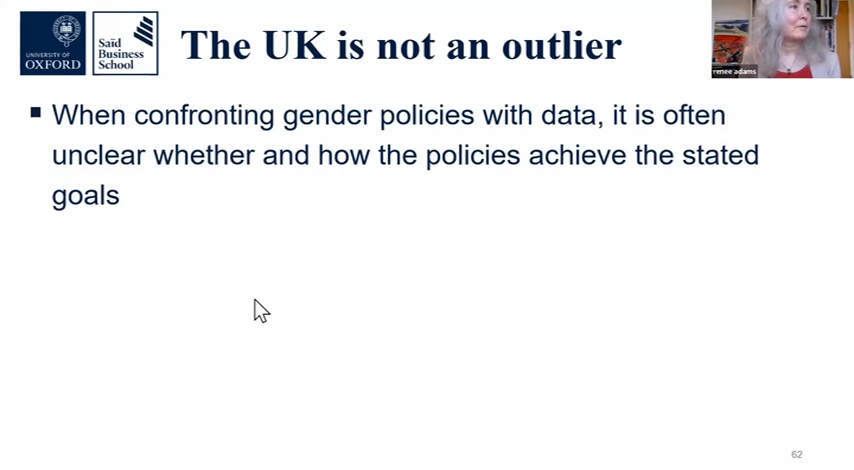 UNIVERSITY OF
OXFORD
Saïd
Business
School
The UK is not an outlier
renee adams
When confronting gender policies with data, it is often
unclear whether and how the policies achieve the stated
goals
62